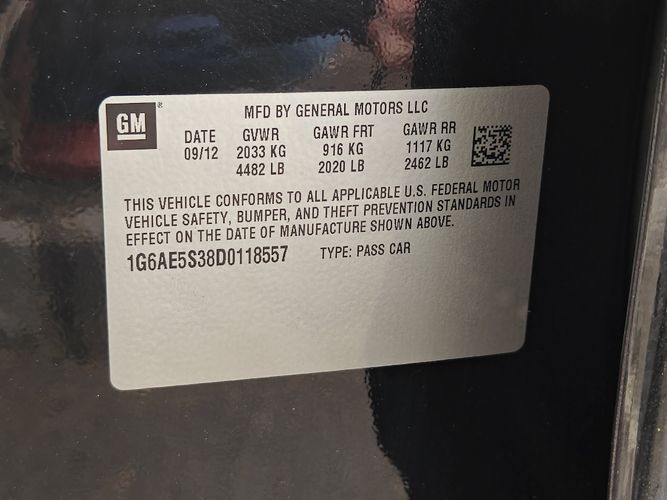 GM®
MFD BY GENERAL MOTORS LLC
DATE GVWR GAWR FRT GAWR RR
09/12 2033 KG 916 KG 1117 KG
4482 LB 2020 LB 2462 LB
THIS VEHICLE CONFORMS TO ALL APPLICABLE U.S. FEDERAL MOTOR
VEHICLE SAFETY, BUMPER, AND THEFT PREVENTION STANDARDS IN
EFFECT ON THE DATE OF MANUFACTURE SHOWN ABOVE.
1G6AE5S38D0118557 TYPE: PASS CAR